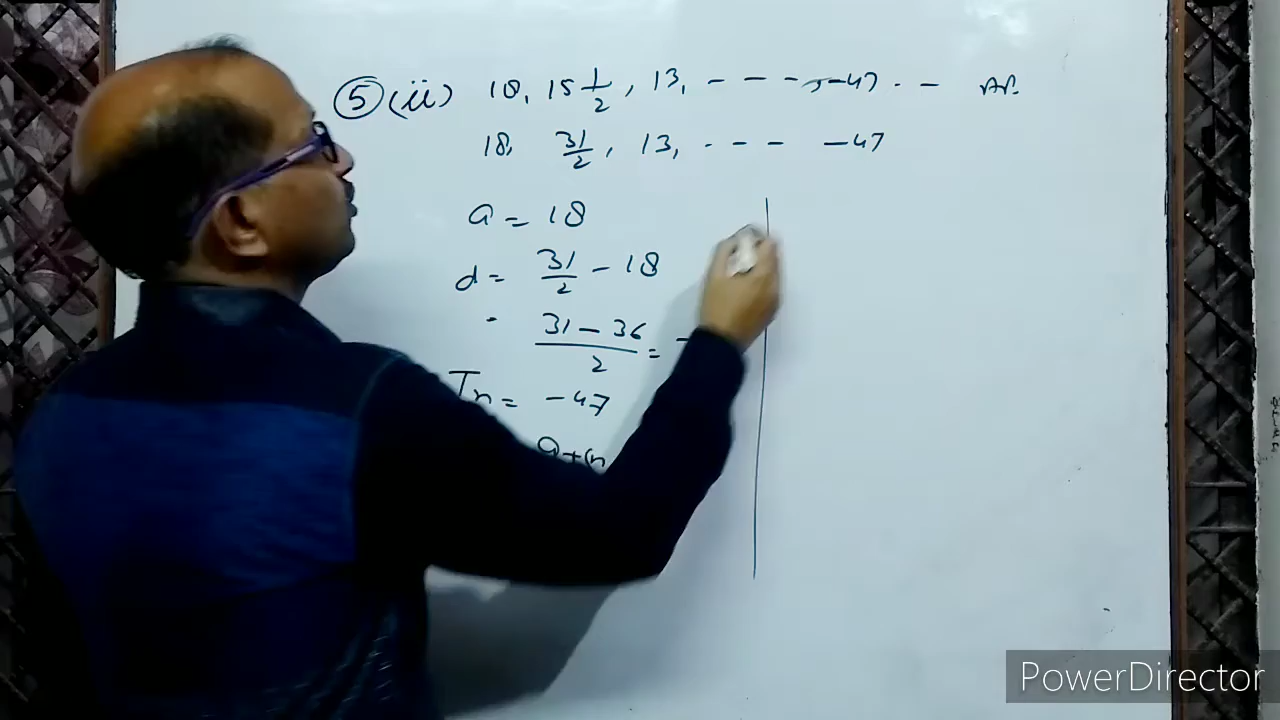 5 (ii) 18, 15 1/2, 13, - - - , -47 . - AP.
18, 31/2, 13, . - - - -47
a = 18
d = 31/2 - 18
= (31 - 36)/2 = -
Tn = -47
a + (n
PowerDirector